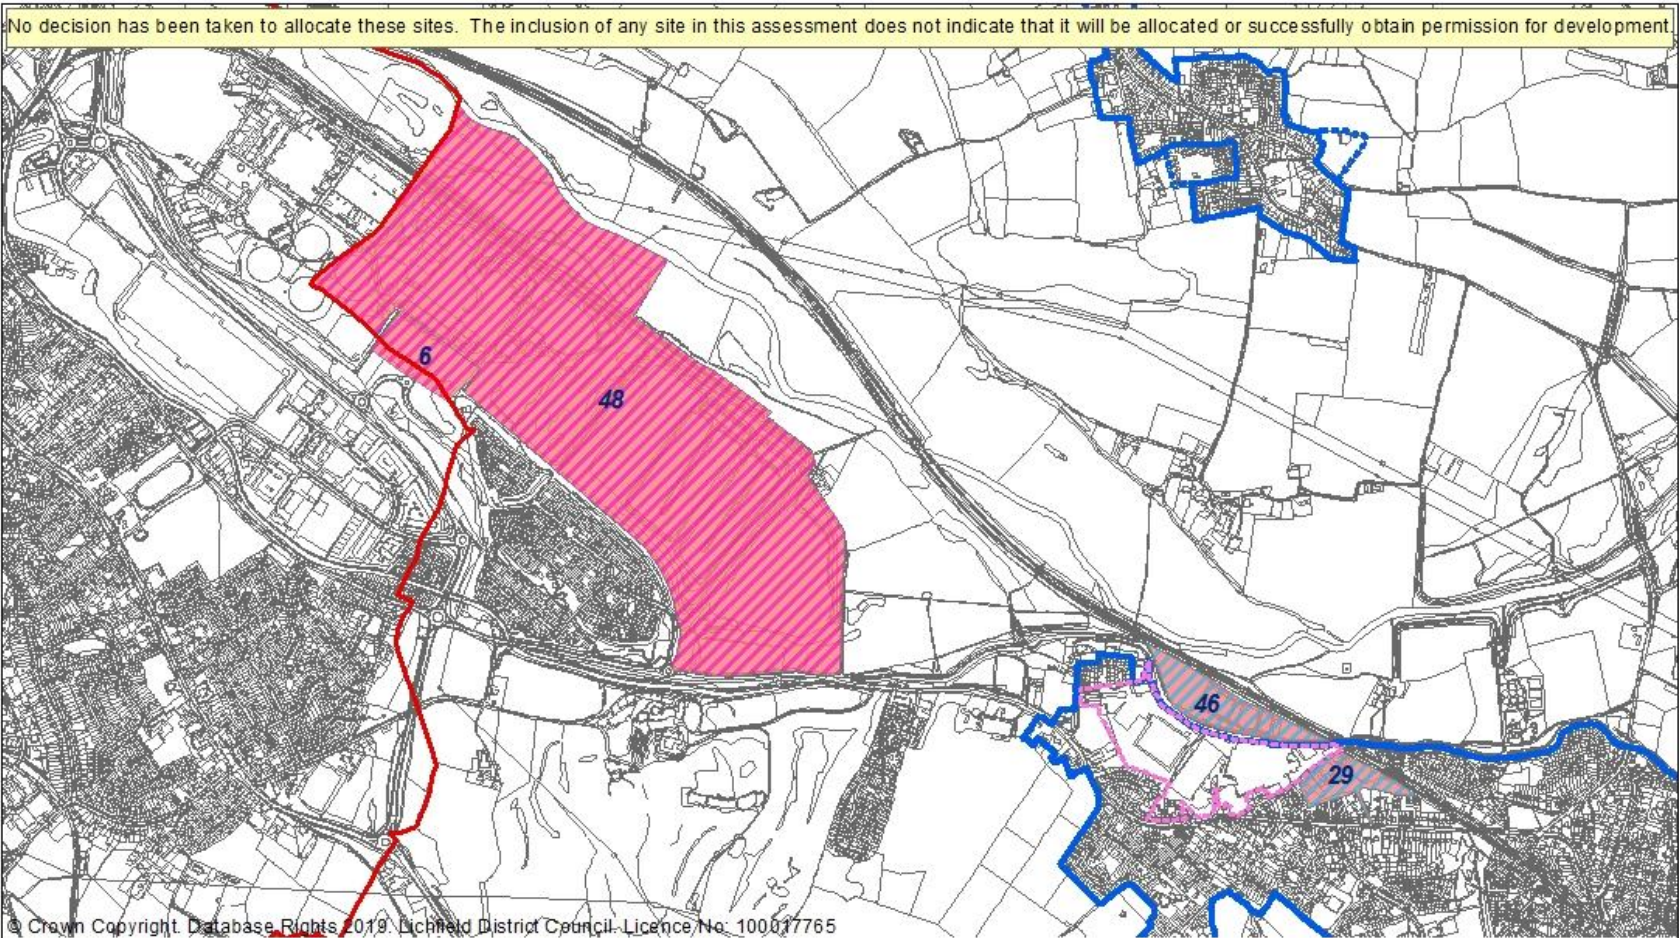 No decision has been taken to allocate these sites. The inclusion of any site in this assessment does not indicate that it will be allocated or successfully obtain permission for development.
6
48
46
29
© Crown Copyright. Database Rights 2019. Lichfield District Council. Licence No: 100017765